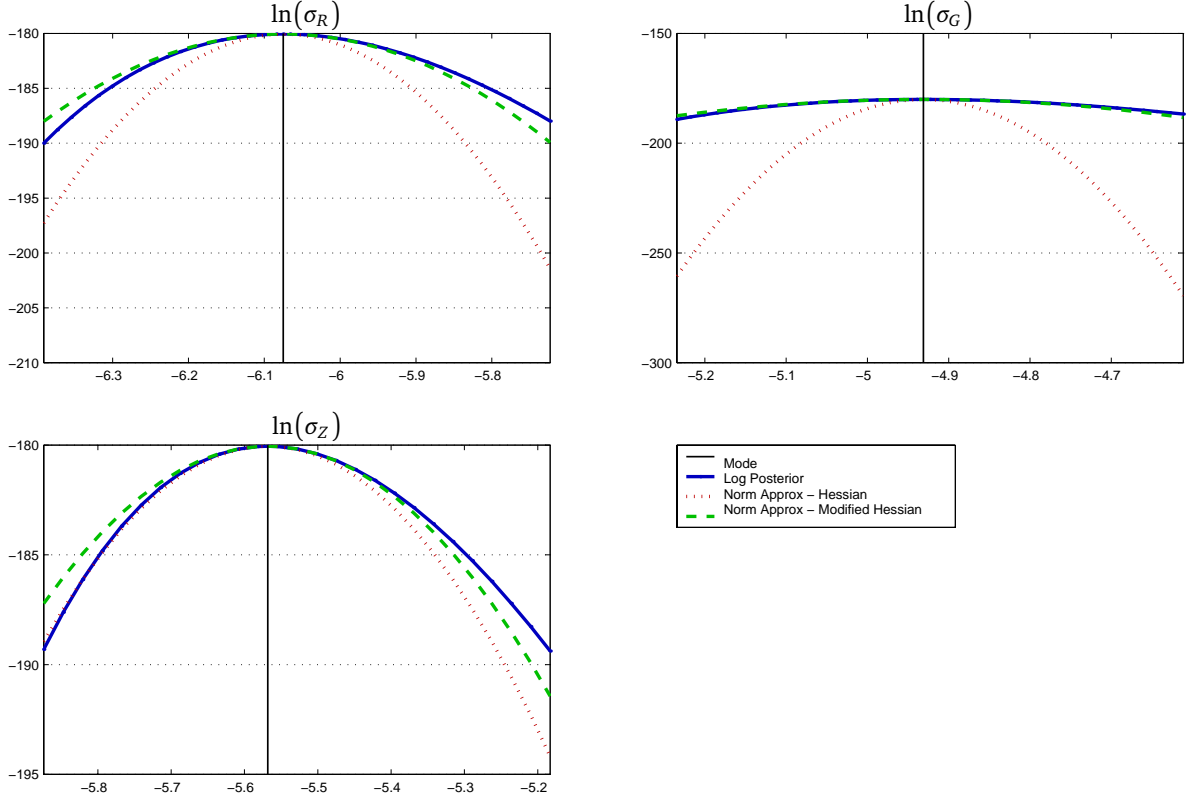 ln(σ_R)
−180
−185
−190
−195
−200
−205
−210
−6.3 −6.2 −6.1 −6 −5.9 −5.8
ln(σ_G)
−150
−200
−250
−300
−5.2 −5.1 −5 −4.9 −4.8 −4.7
ln(σ_Z)
−180
−185
−190
−195
−5.8 −5.7 −5.6 −5.5 −5.4 −5.3 −5.2
Mode
Log Posterior
Norm Approx − Hessian
Norm Approx − Modified Hessian